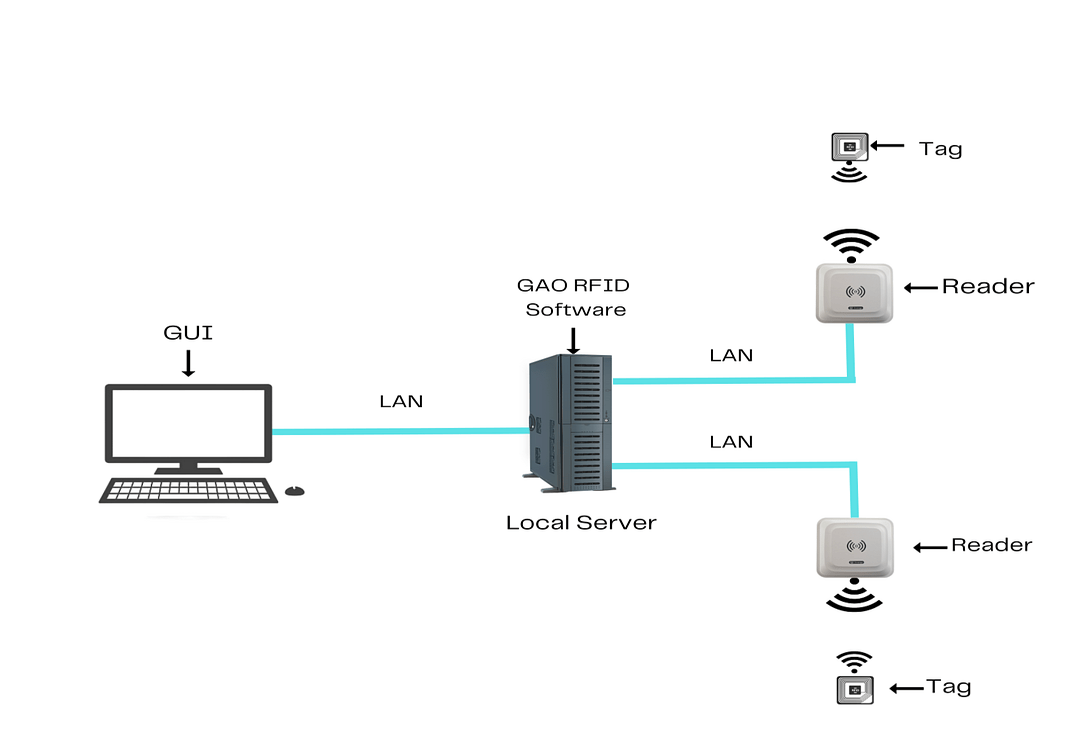 Tag
Reader
GAO RFID
Software
GUI
LAN
LAN
LAN
Local Server
Reader
Tag